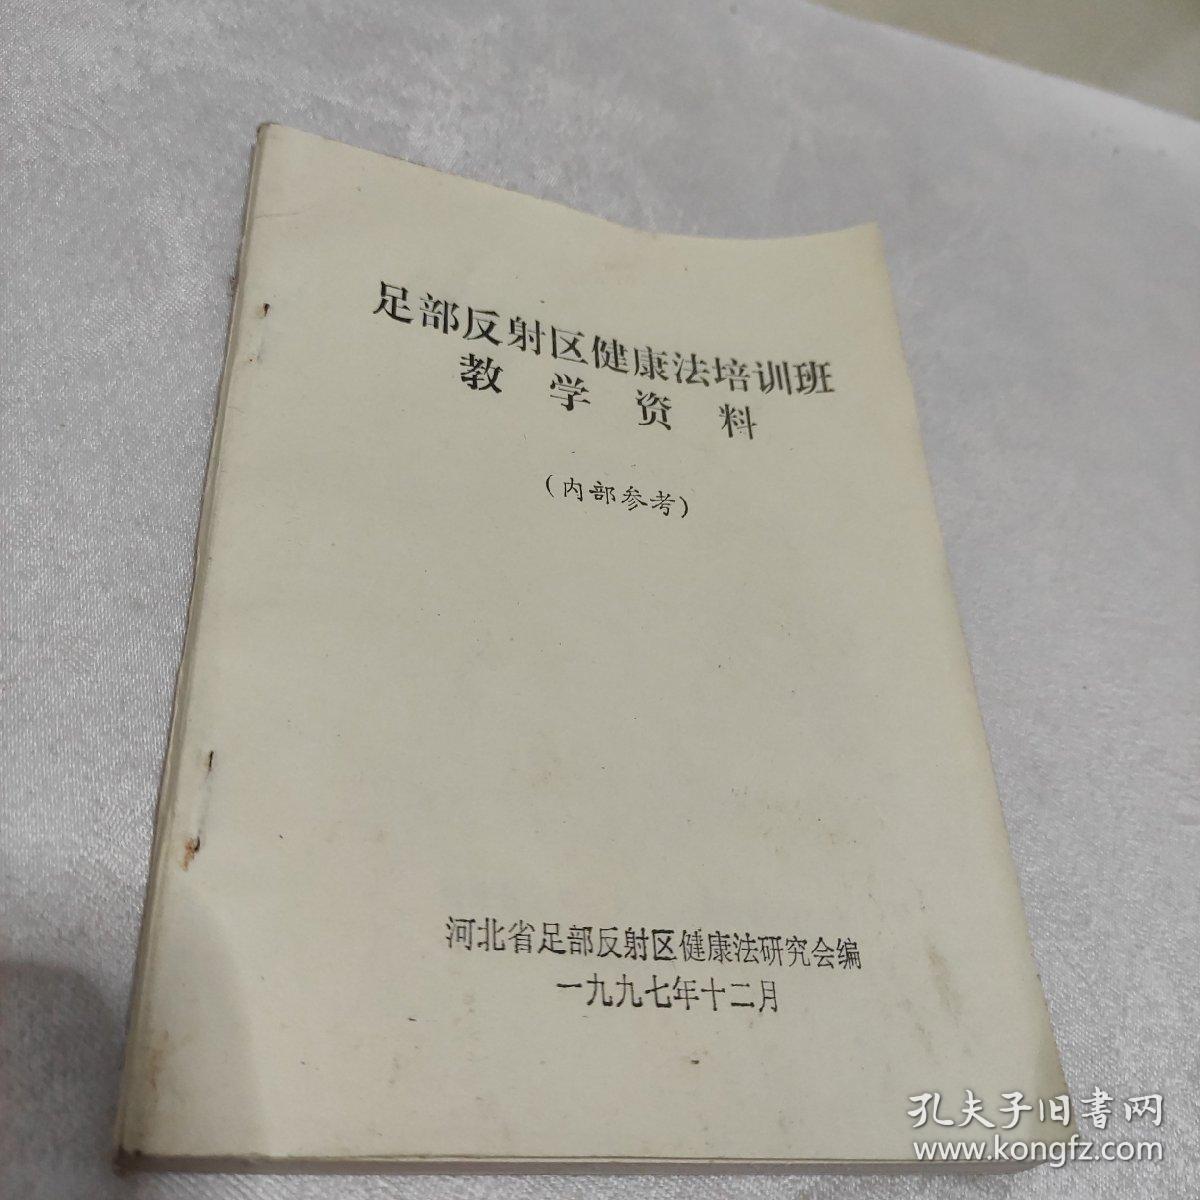 足部反射区健康法培训班
教学资料
(内部参考)
河北省足部反射区健康法研究会编
一九九七年十二月
孔夫子旧書网
www.kongfz.com